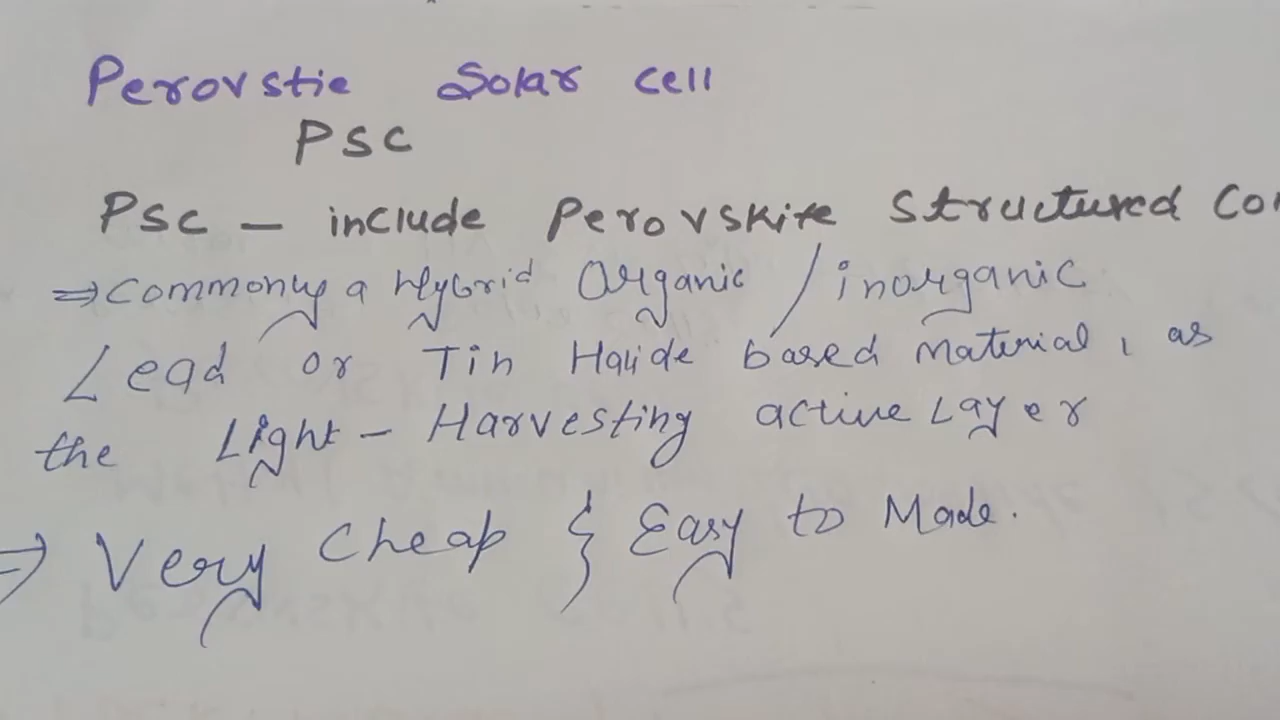 Perovstie Solar cell
PSC
PSC - include Perovskite structured Co
⇒ Commonly a Hybrid Organic / inorganic
Lead or Tin Halide based material, as
the Light - Harvesting active Layer
⇒ Very Cheap & Easy to Made.